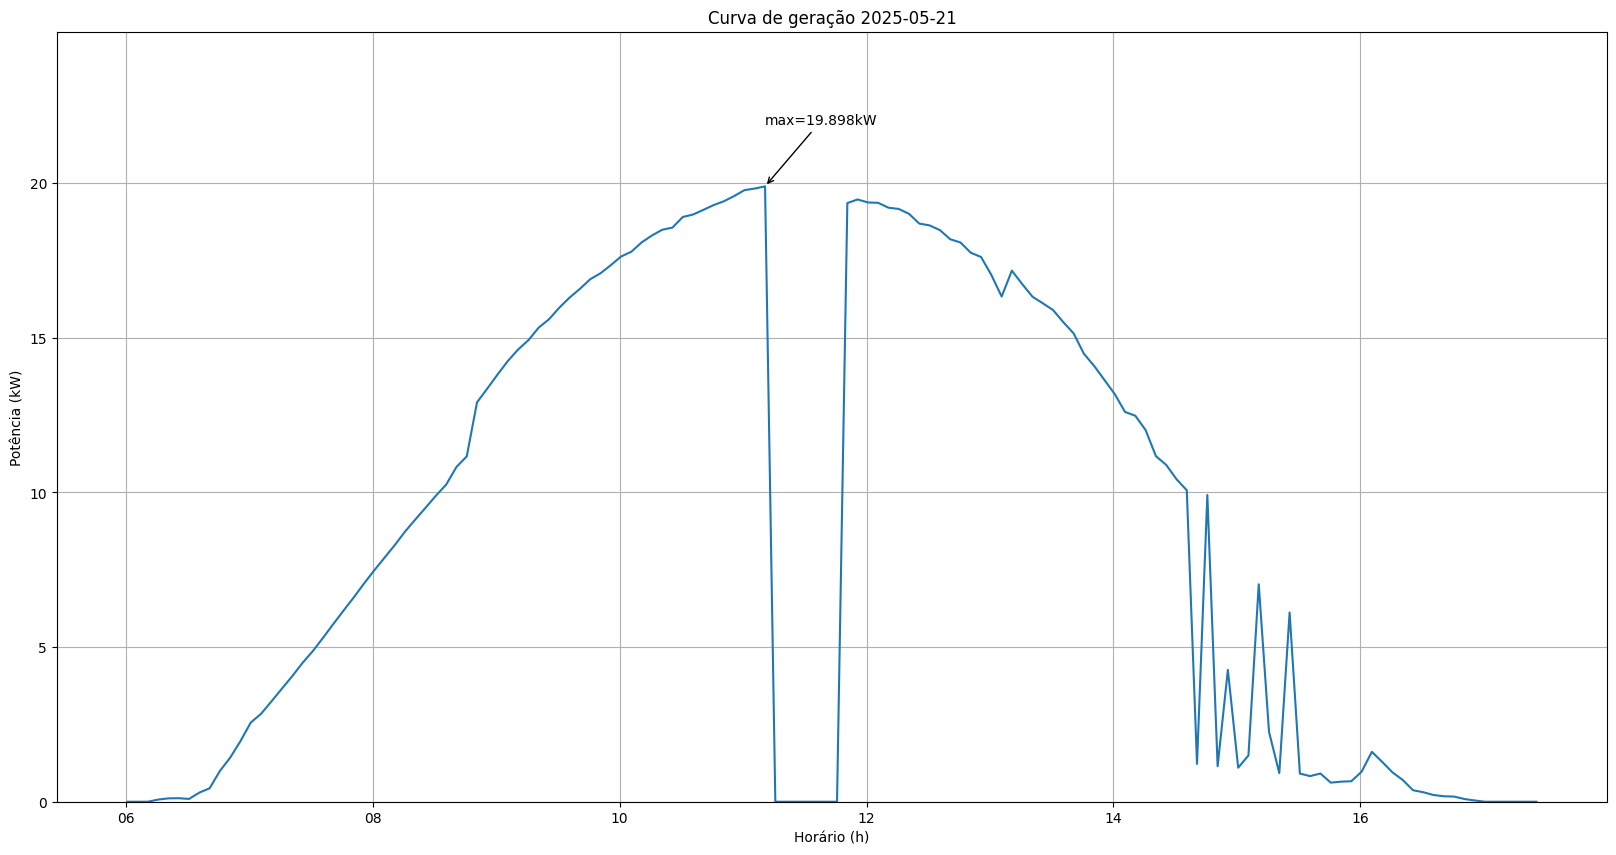 Curva de geração 2025-05-21
max=19.898kW
Potência (kW)
20
15
10
5
0
06 08 10 12 14 16
Horário (h)